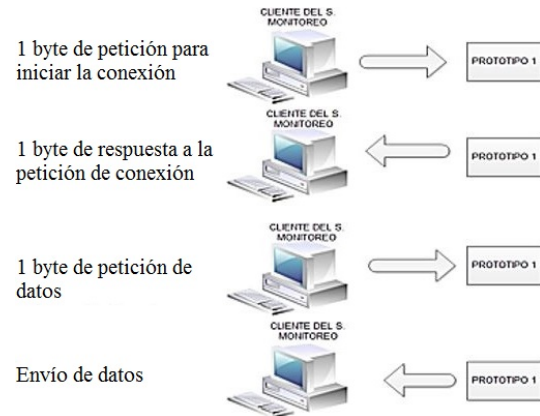 CLIENTE DEL S.
MONITOREO
1 byte de petición para
iniciar la conexión
PROTOTIPO 1
CLIENTE DEL S.
MONITOREO
1 byte de respuesta a la
petición de conexión
PROTOTIPO 1
CLIENTE DEL S.
MONITOREO
1 byte de petición de
datos
PROTOTIPO 1
CLIENTE DEL S.
MONITOREO
Envío de datos
PROTOTIPO 1